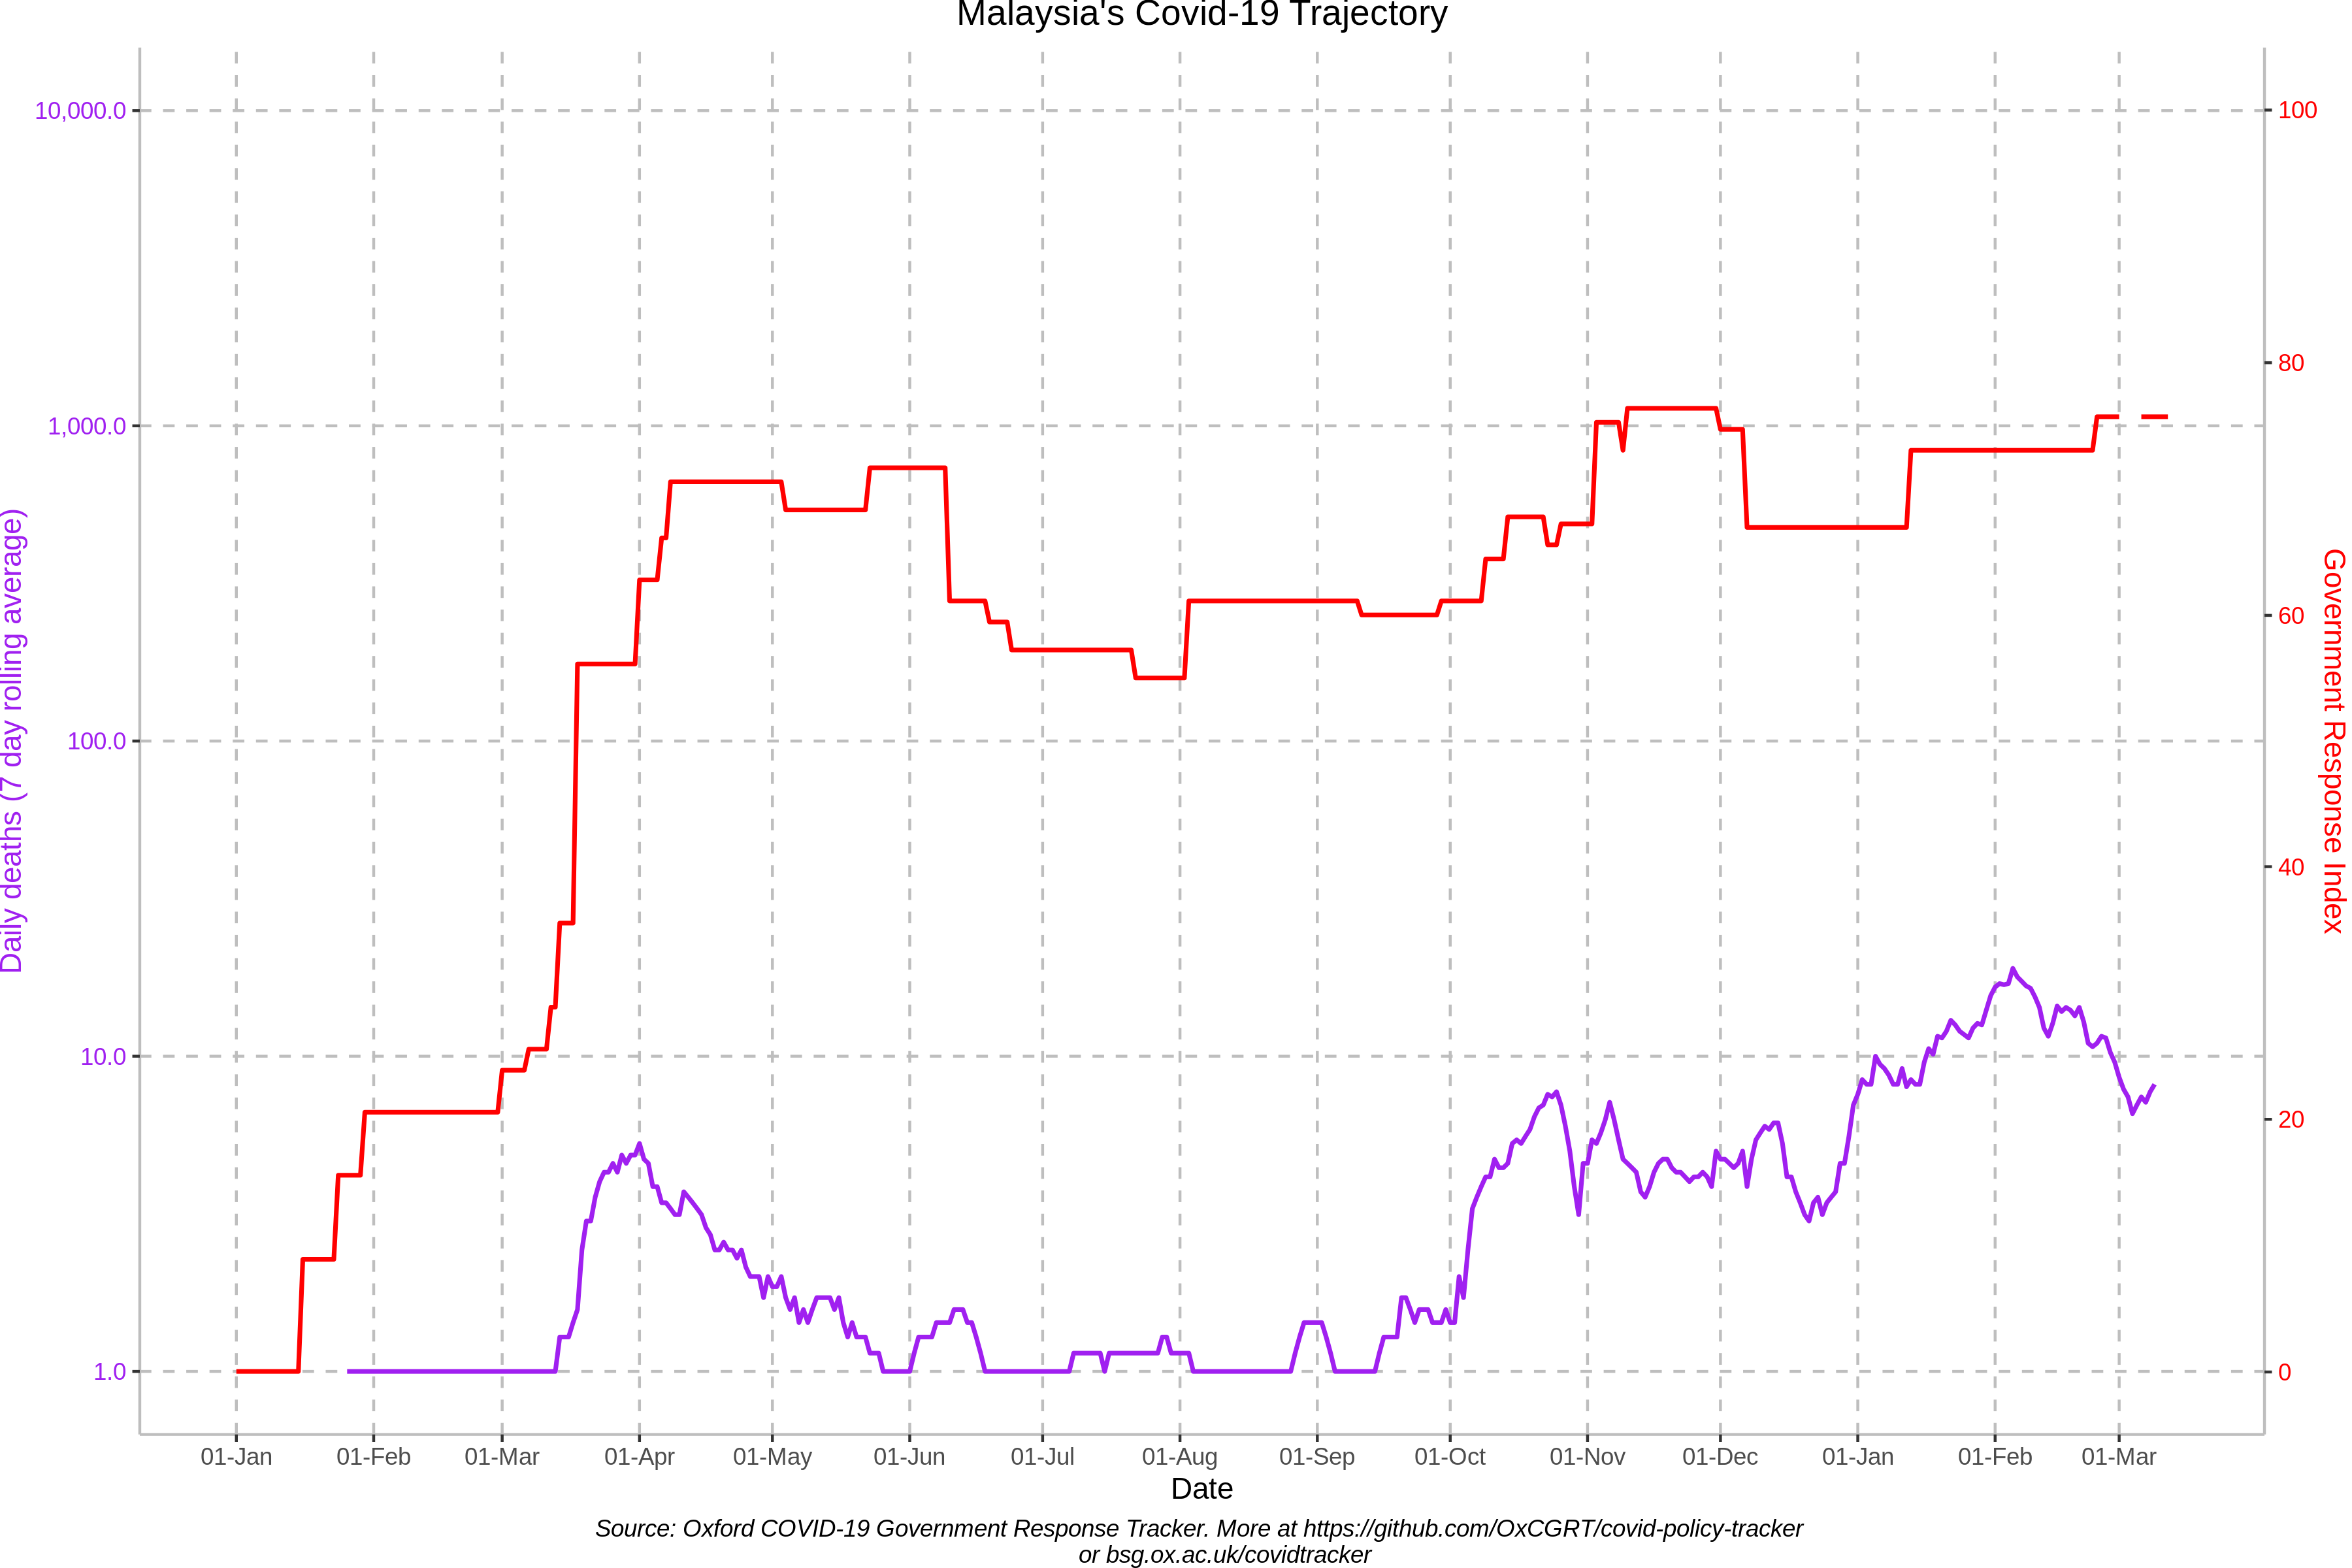 Malaysia's Covid-19 Trajectory
Daily deaths (7 day rolling average)
10,000.0
1,000.0
100.0
10.0
1.0
100
80
60
40
20
0
Government Response Index
01-Jan 01-Feb 01-Mar 01-Apr 01-May 01-Jun 01-Jul 01-Aug 01-Sep 01-Oct 01-Nov 01-Dec 01-Jan 01-Feb 01-Mar
Date
Source: Oxford COVID-19 Government Response Tracker. More at https://github.com/OxCGRT/covid-policy-tracker
or bsg.ox.ac.uk/covidtracker